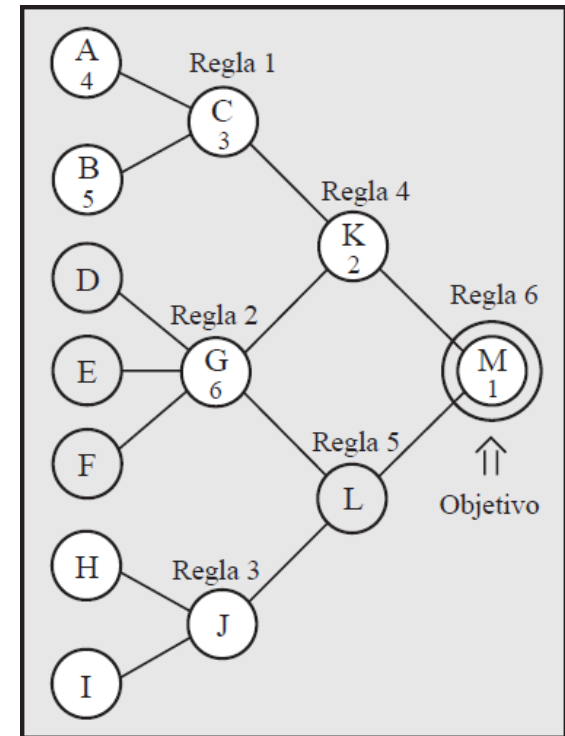 A
4
Regla 1
C
3
B
5
Regla 4
K
2
D
Regla 2
Regla 6
G
6
E
M
1
F
Regla 5
L
Objetivo
H
Regla 3
J
I